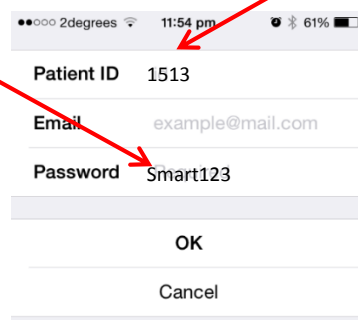 2degrees 11:54 pm 61%
Patient ID 1513
Email example@mail.com
Password Smart123
OK
Cancel